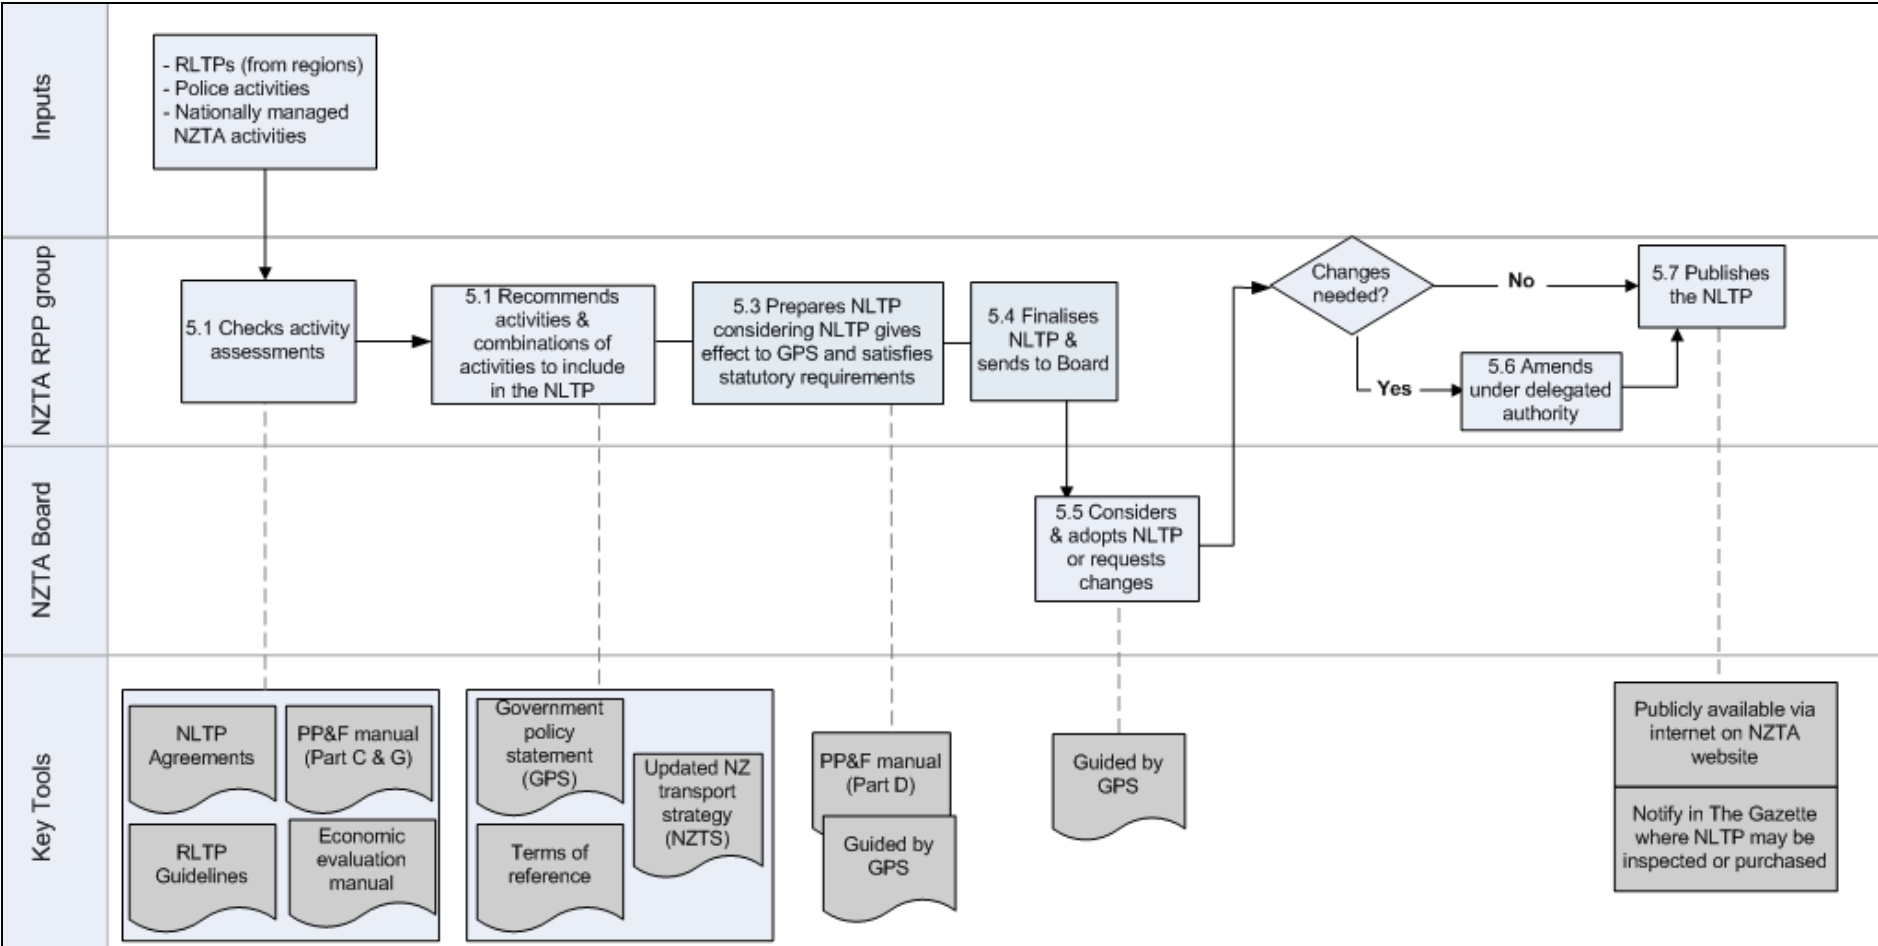 Inputs
- RLTPs (from regions)
- Police activities
- Nationally managed
NZTA activities
NZTA RPP group
5.1 Checks activity
assessments
5.1 Recommends
activities &
combinations of
activities to include
in the NLTP
5.3 Prepares NLTP
considering NLTP gives
effect to GPS and satisfies
statutory requirements
5.4 Finalises
NLTP &
sends to Board
Changes
needed?
No
Yes
5.6 Amends
under delegated
authority
5.7 Publishes
the NLTP
NZTA Board
5.5 Considers
& adopts NLTP
or requests
changes
Key Tools
NLTP
Agreements
PP&F manual
(Part C & G)
RLTP
Guidelines
Economic
evaluation
manual
Government
policy
statement
(GPS)
Updated NZ
transport
strategy
(NZTS)
Terms of
reference
PP&F manual
(Part D)
Guided by
GPS
Guided by
GPS
Publicly available via
internet on NZTA
website
Notify in The Gazette
where NLTP may be
inspected or purchased